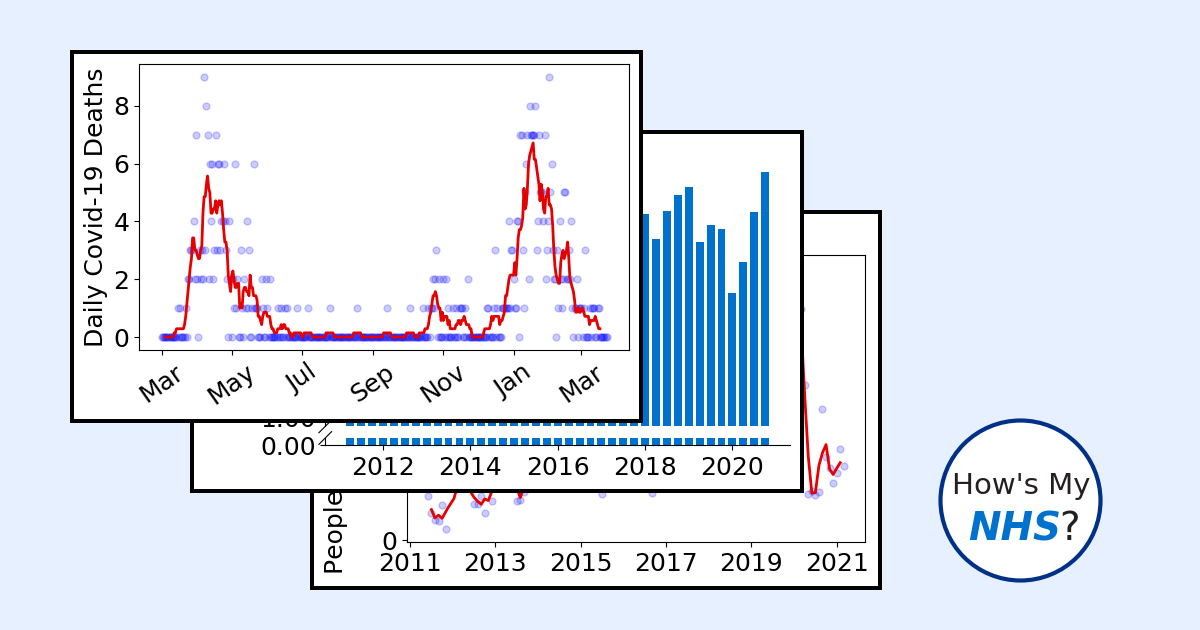 Daily Covid-19 Deaths
8
6
4
2
0
Mar May Jul Sep Nov Jan Mar
0.00
2012 2014 2016 2018 2020
People
0
2011 2013 2015 2017 2019 2021
How's My
NHS?